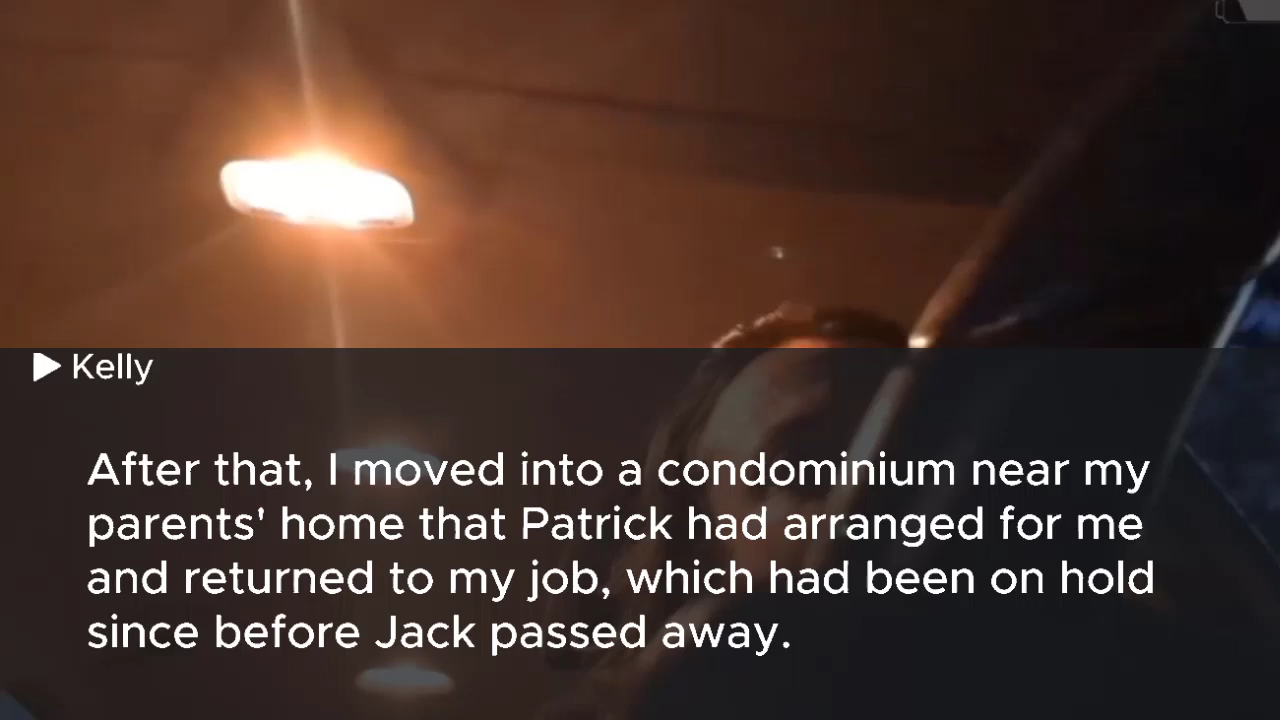 Kelly
After that, I moved into a condominium near my
parents' home that Patrick had arranged for me
and returned to my job, which had been on hold
since before Jack passed away.